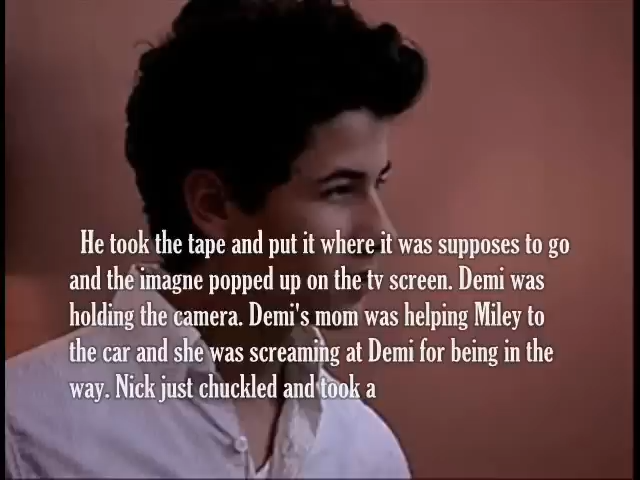 He took the tape and put it where it was supposes to go
and the imagne popped up on the tv screen. Demi was
holding the camera. Demi's mom was helping Miley to
the car and she was screaming at Demi for being in the
way. Nick just chuckled and took a